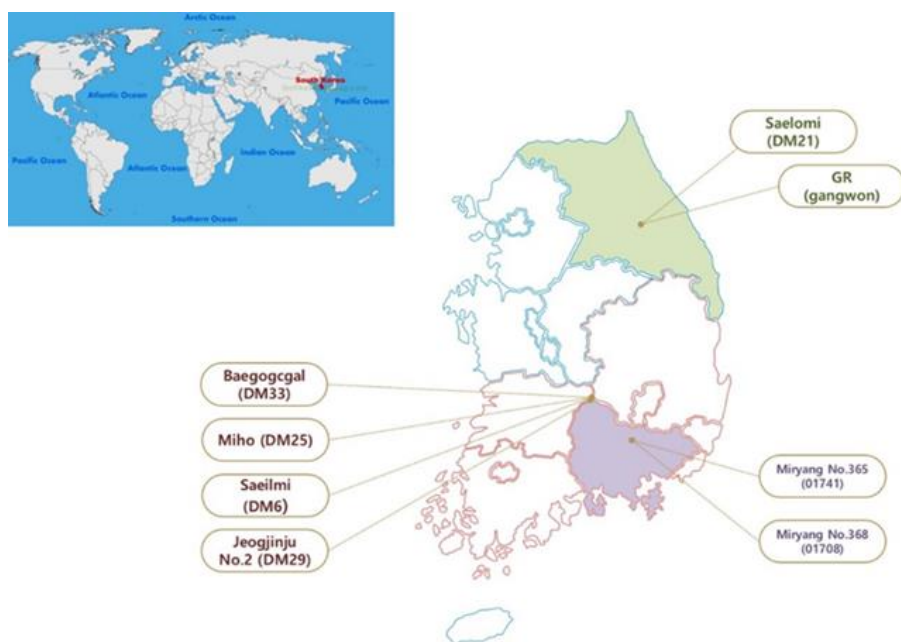 Arctic Ocean
South Korea
Atlantic Ocean
Pacific Ocean
Pacific Ocean
Indian Ocean
Atlantic Ocean
Southern Ocean
Saelomi
(DM21)
GR
(gangwon)
Baegogcgal
(DM33)
Miho (DM25)
Saeilmi
(DM6)
Jeogjinju
No.2 (DM29)
Miryang No.365
(01741)
Miryang No.368
(01708)